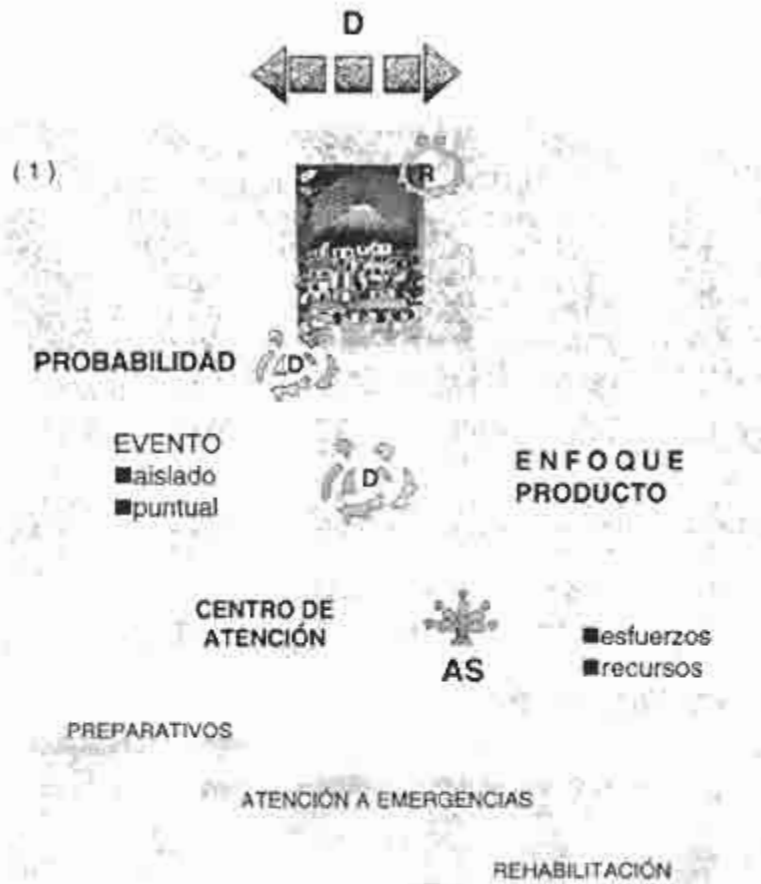 D
(1)
R
PROBABILIDAD
D
EVENTO
■aislado
■puntual
D
ENFOQUE
PRODUCTO
CENTRO DE
ATENCIÓN
AS
■esfuerzos
■recursos
PREPARATIVOS
ATENCIÓN A EMERGENCIAS
REHABILITACIÓN